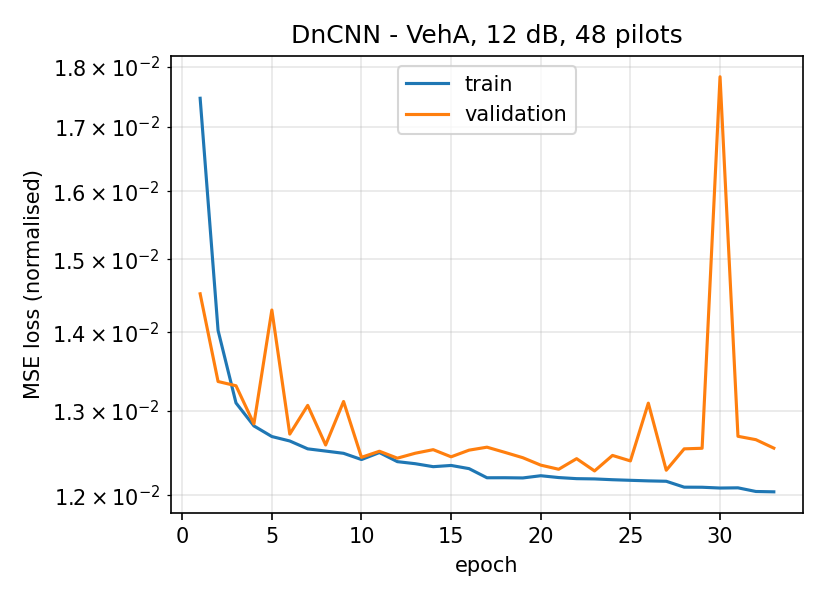 DnCNN - VehA, 12 dB, 48 pilots
1.8 × 10⁻²
1.7 × 10⁻²
1.6 × 10⁻²
1.5 × 10⁻²
1.4 × 10⁻²
1.3 × 10⁻²
1.2 × 10⁻²
MSE loss (normalised)
train
validation
0 5 10 15 20 25 30
epoch